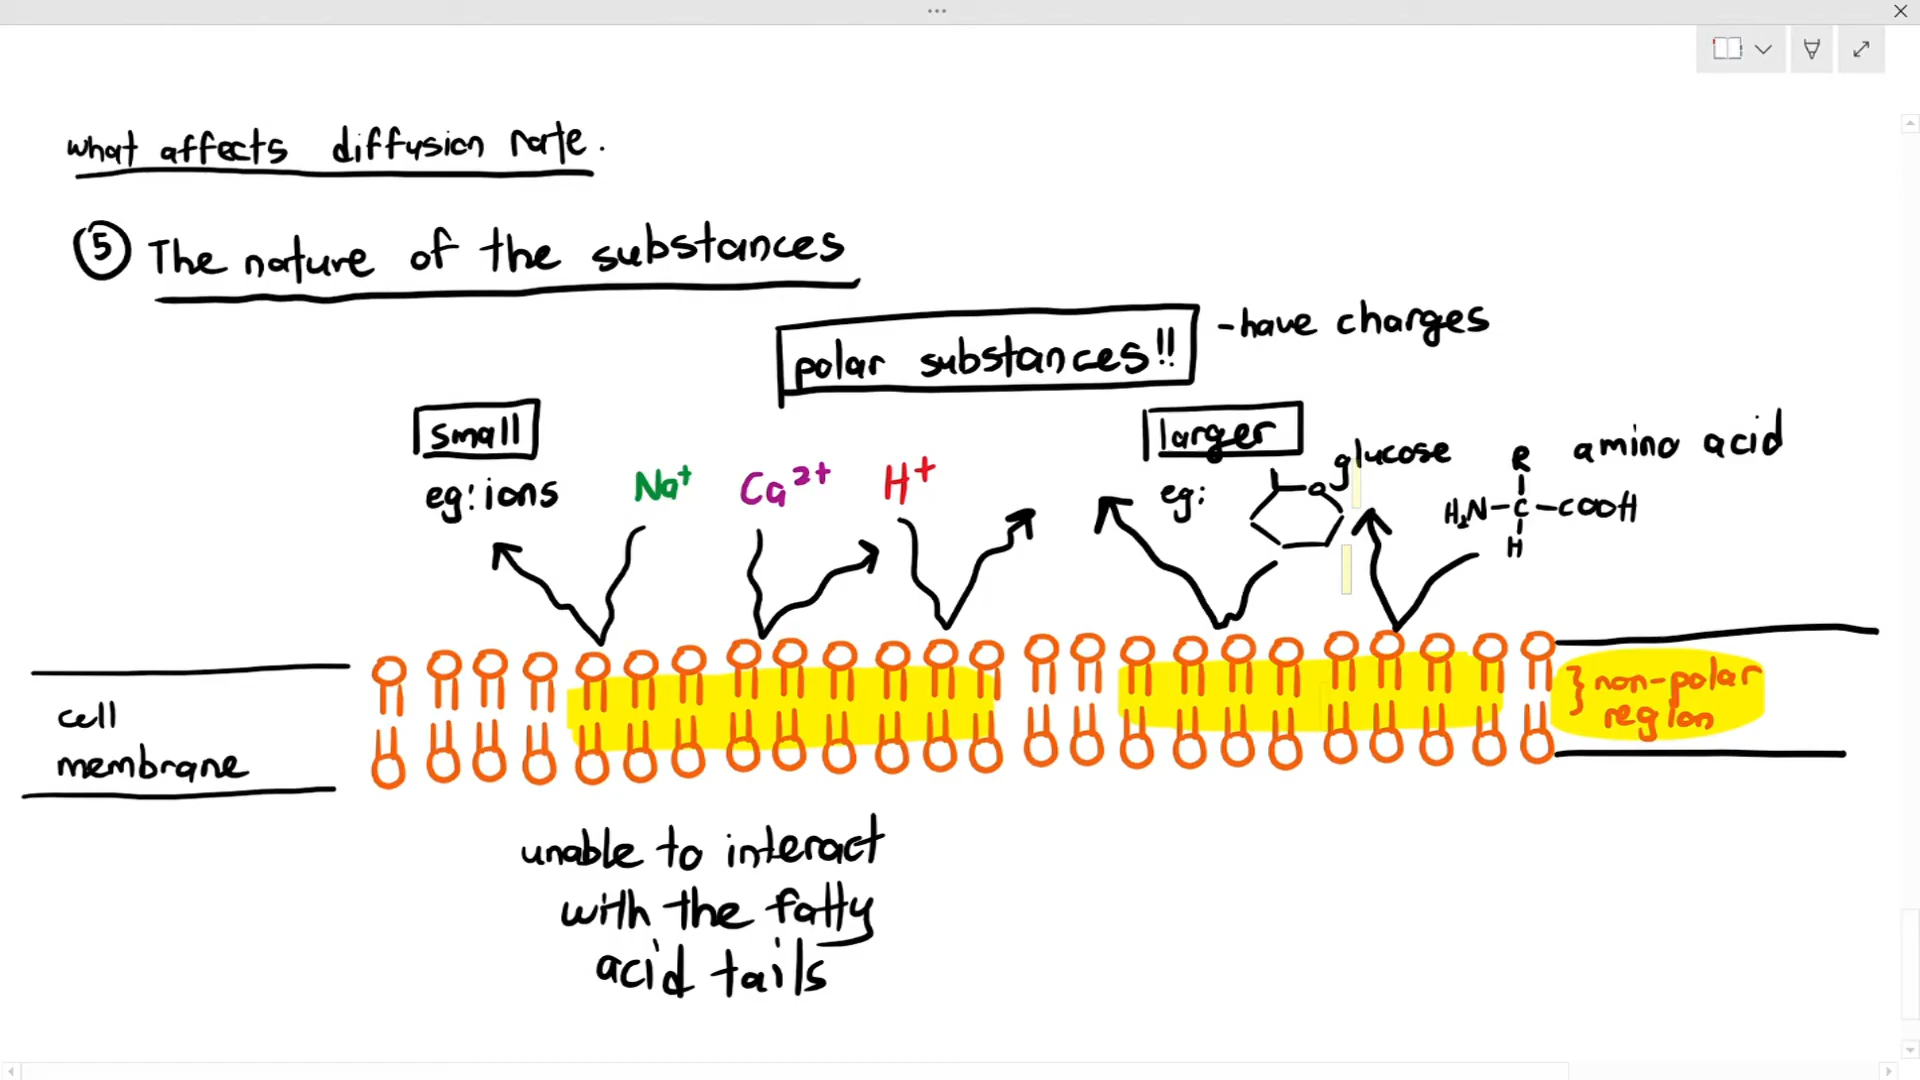 what affects diffusion rate.
⑤ The nature of the substances
polar substances!! -have charges
small
eg: ions Na⁺ Ca²⁺ H⁺
larger
eg: glucose
O
amino acid
R
H₂N-C-COOH
H
cell
membrane
} non-polar
region
unable to interact
with the fatty
acid tails